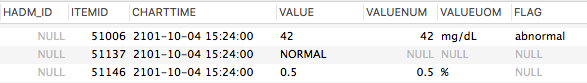 HADM_ID ITEMID CHARTTIME VALUE VALUENUM VALUEUOM FLAG
NULL 51006 2101-10-04 15:24:00 42 42 mg/dL abnormal
NULL 51137 2101-10-04 15:24:00 NORMAL NULL NULL NULL
NULL 51146 2101-10-04 15:24:00 0.5 0.5 % NULL